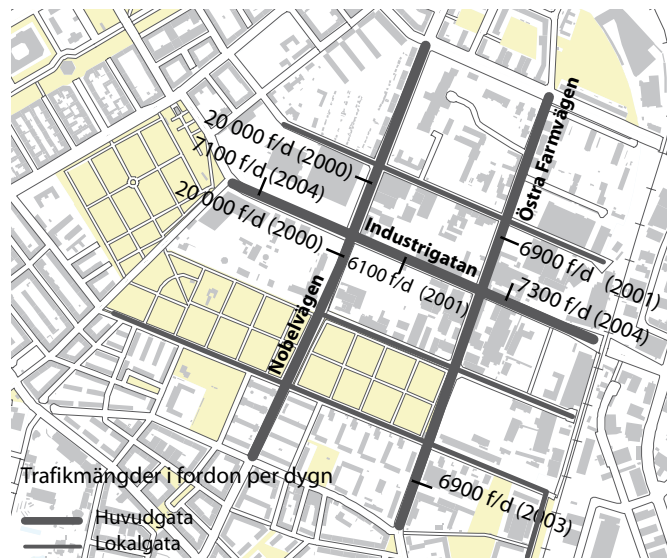 Östra Farmvägen
20 000 f/d (2000)
7100 f/d (2004)
20 000 f/d (2000)
Industrigatan
6900 f/d (2001)
6100 f/d (2001)
7300 f/d (2004)
Nobelvägen
Trafikmängder i fordon per dygn
6900 f/d (2003)
Huvudgata
Lokalgata